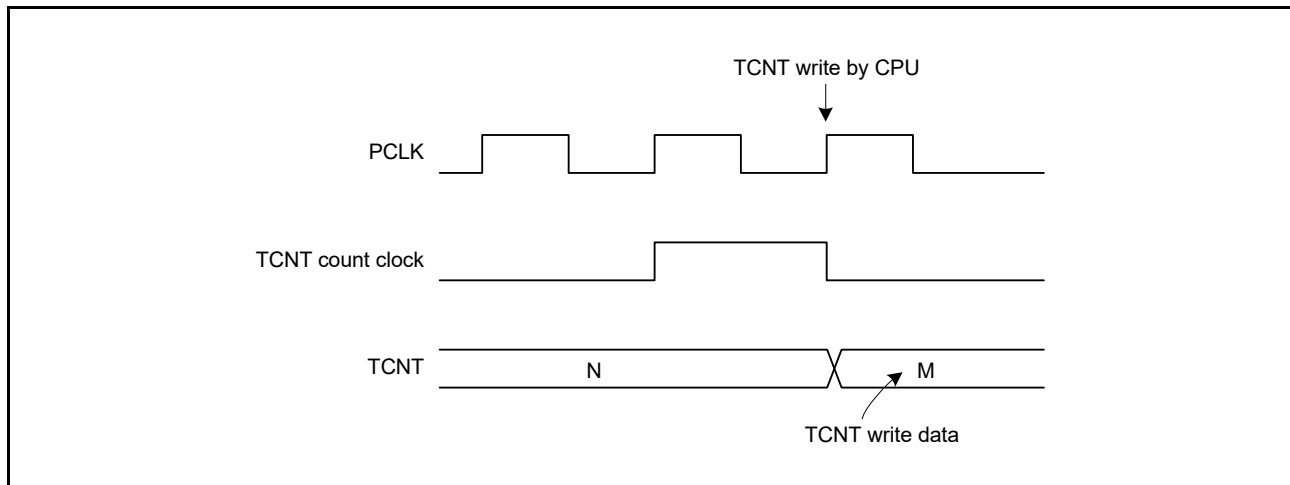 TCNT write by CPU
PCLK
TCNT count clock
TCNT
N
M
TCNT write data